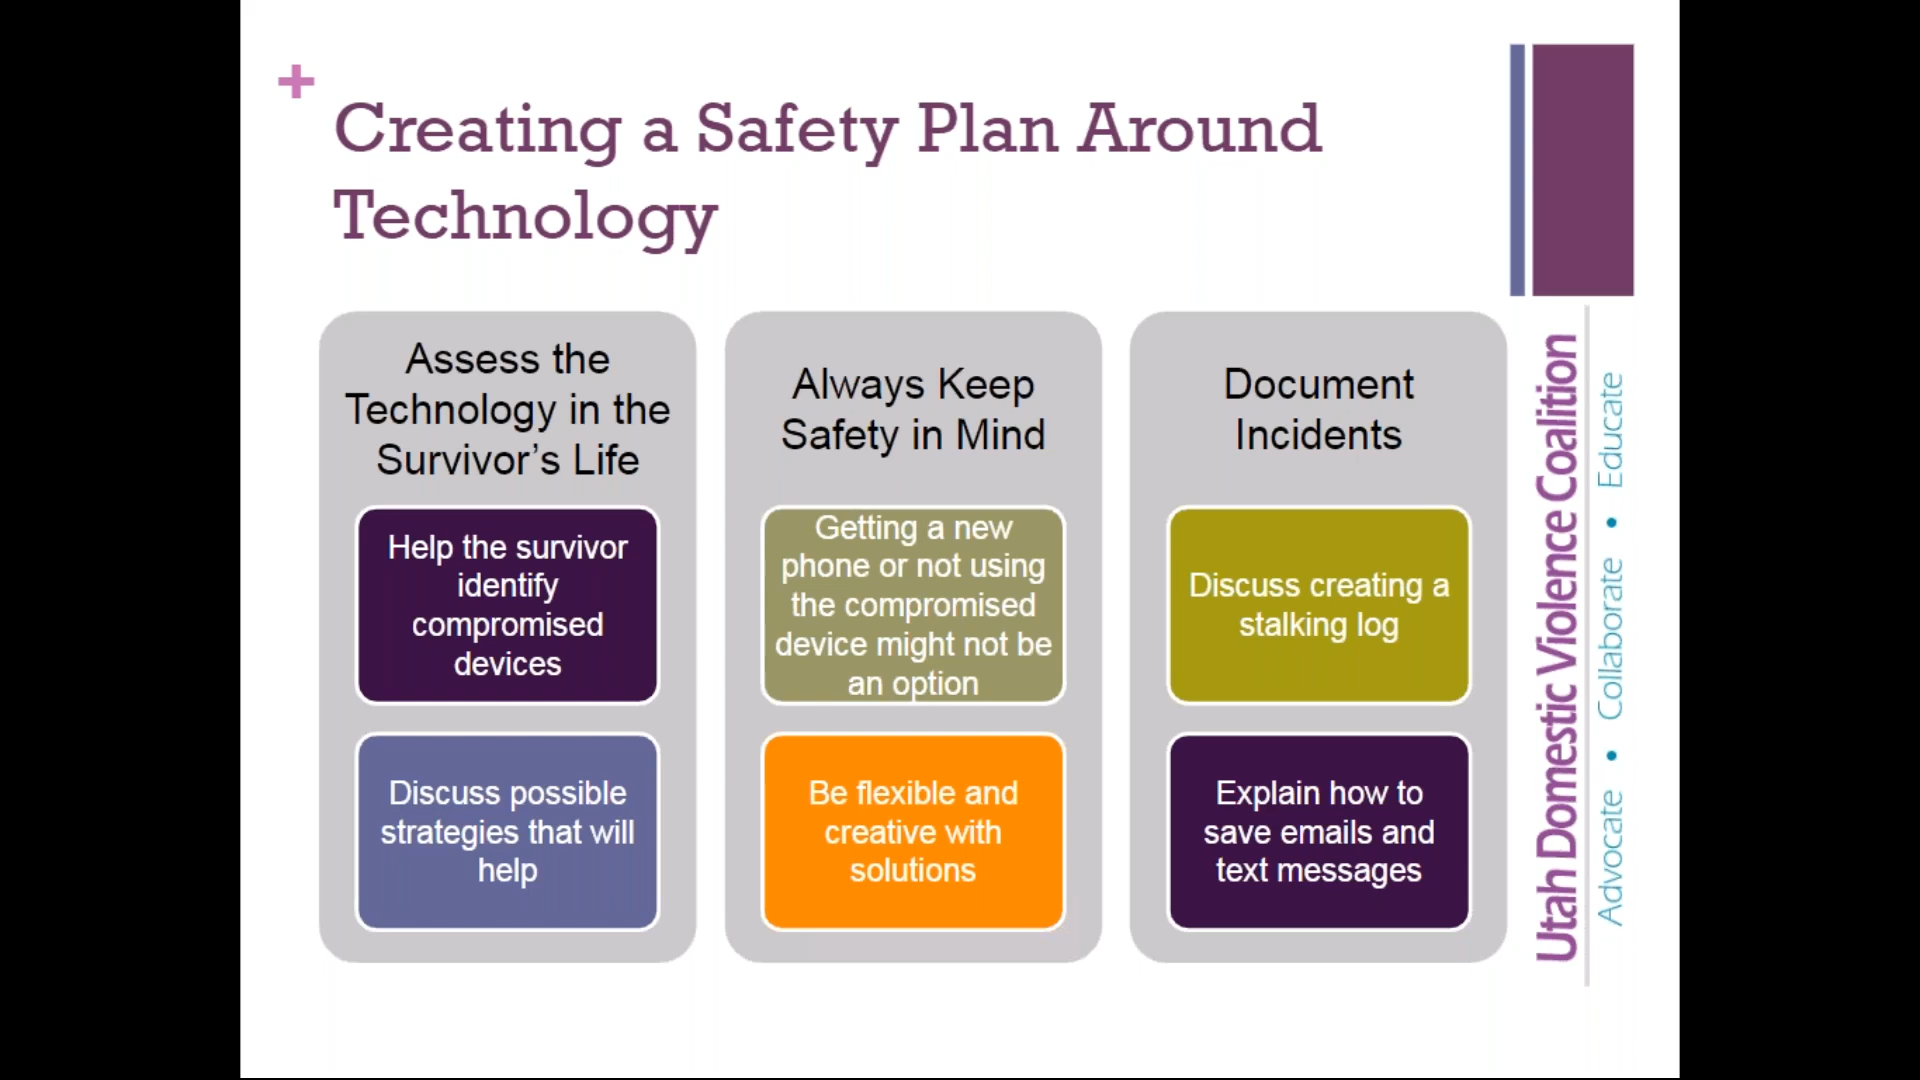 +
Creating a Safety Plan Around
Technology
Assess the
Technology in the
Survivor’s Life
Help the survivor
identify
compromised
devices
Discuss possible
strategies that will
help
Always Keep
Safety in Mind
Getting a new
phone or not using
the compromised
device might not be
an option
Be flexible and
creative with
solutions
Document
Incidents
Discuss creating a
stalking log
Explain how to
save emails and
text messages
Utah Domestic Violence Coalition
Advocate • Collaborate • Educate